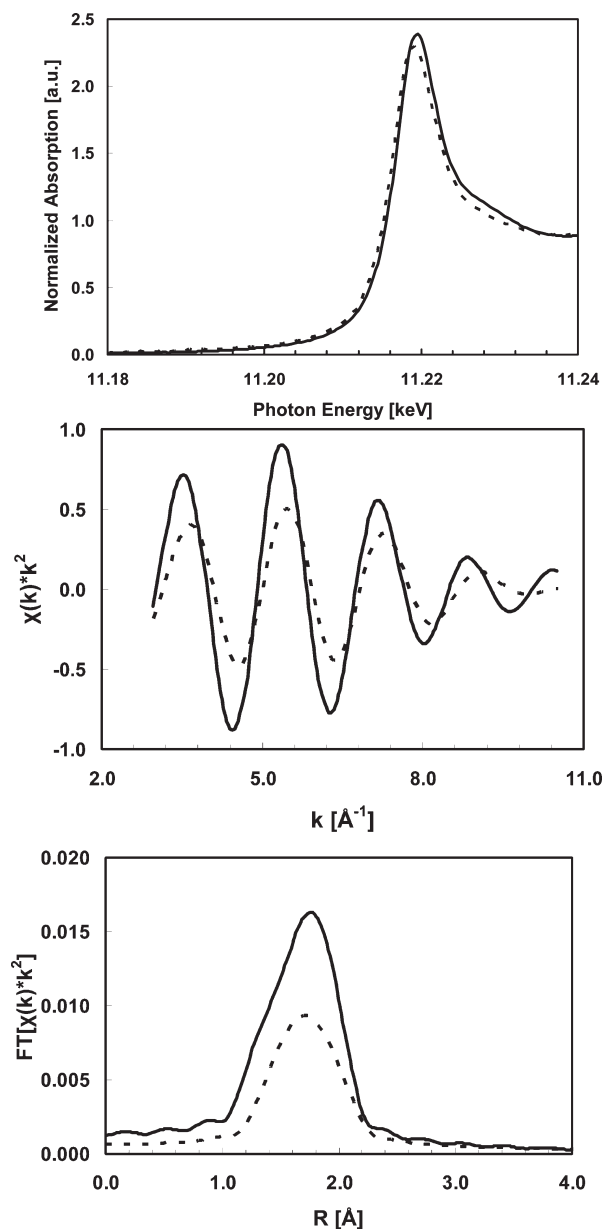 2.5
2.0
1.5
1.0
0.5
0.0
Normalized Absorption [a.u.]
11.18 11.20 11.22 11.24
Photon Energy [keV]
1.0
0.5
0.0
-0.5
-1.0
χ(k)*k²
2.0 5.0 8.0 11.0
k [Å⁻¹]
0.020
0.015
0.010
0.005
0.000
FT[χ(k)*k²]
0.0 1.0 2.0 3.0 4.0
R [Å]